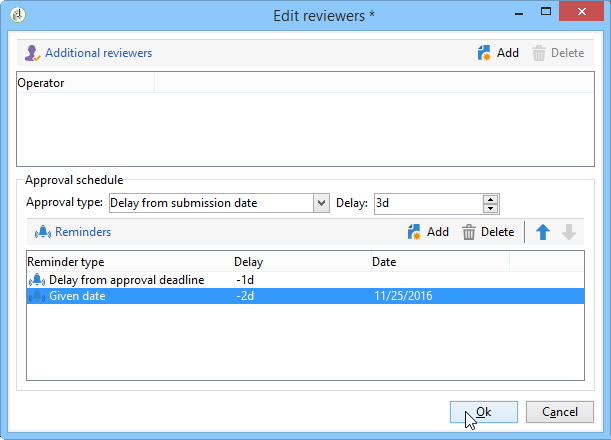 Edit reviewers *
Additional reviewers Add Delete
Operator
Approval schedule
Approval type: Delay from submission date Delay: 3d
Reminders Add Delete
Reminder type Delay Date
Delay from approval deadline -1d
Given date -2d 11/25/2016
Ok Cancel